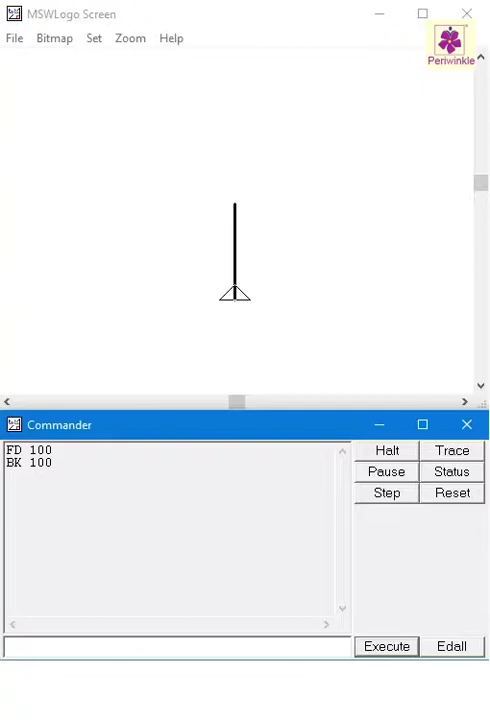 MSWLogo Screen
File Bitmap Set Zoom Help
Periwinkle
Commander
FD 100
BK 100
Halt Trace
Pause Status
Step Reset
Execute Edall